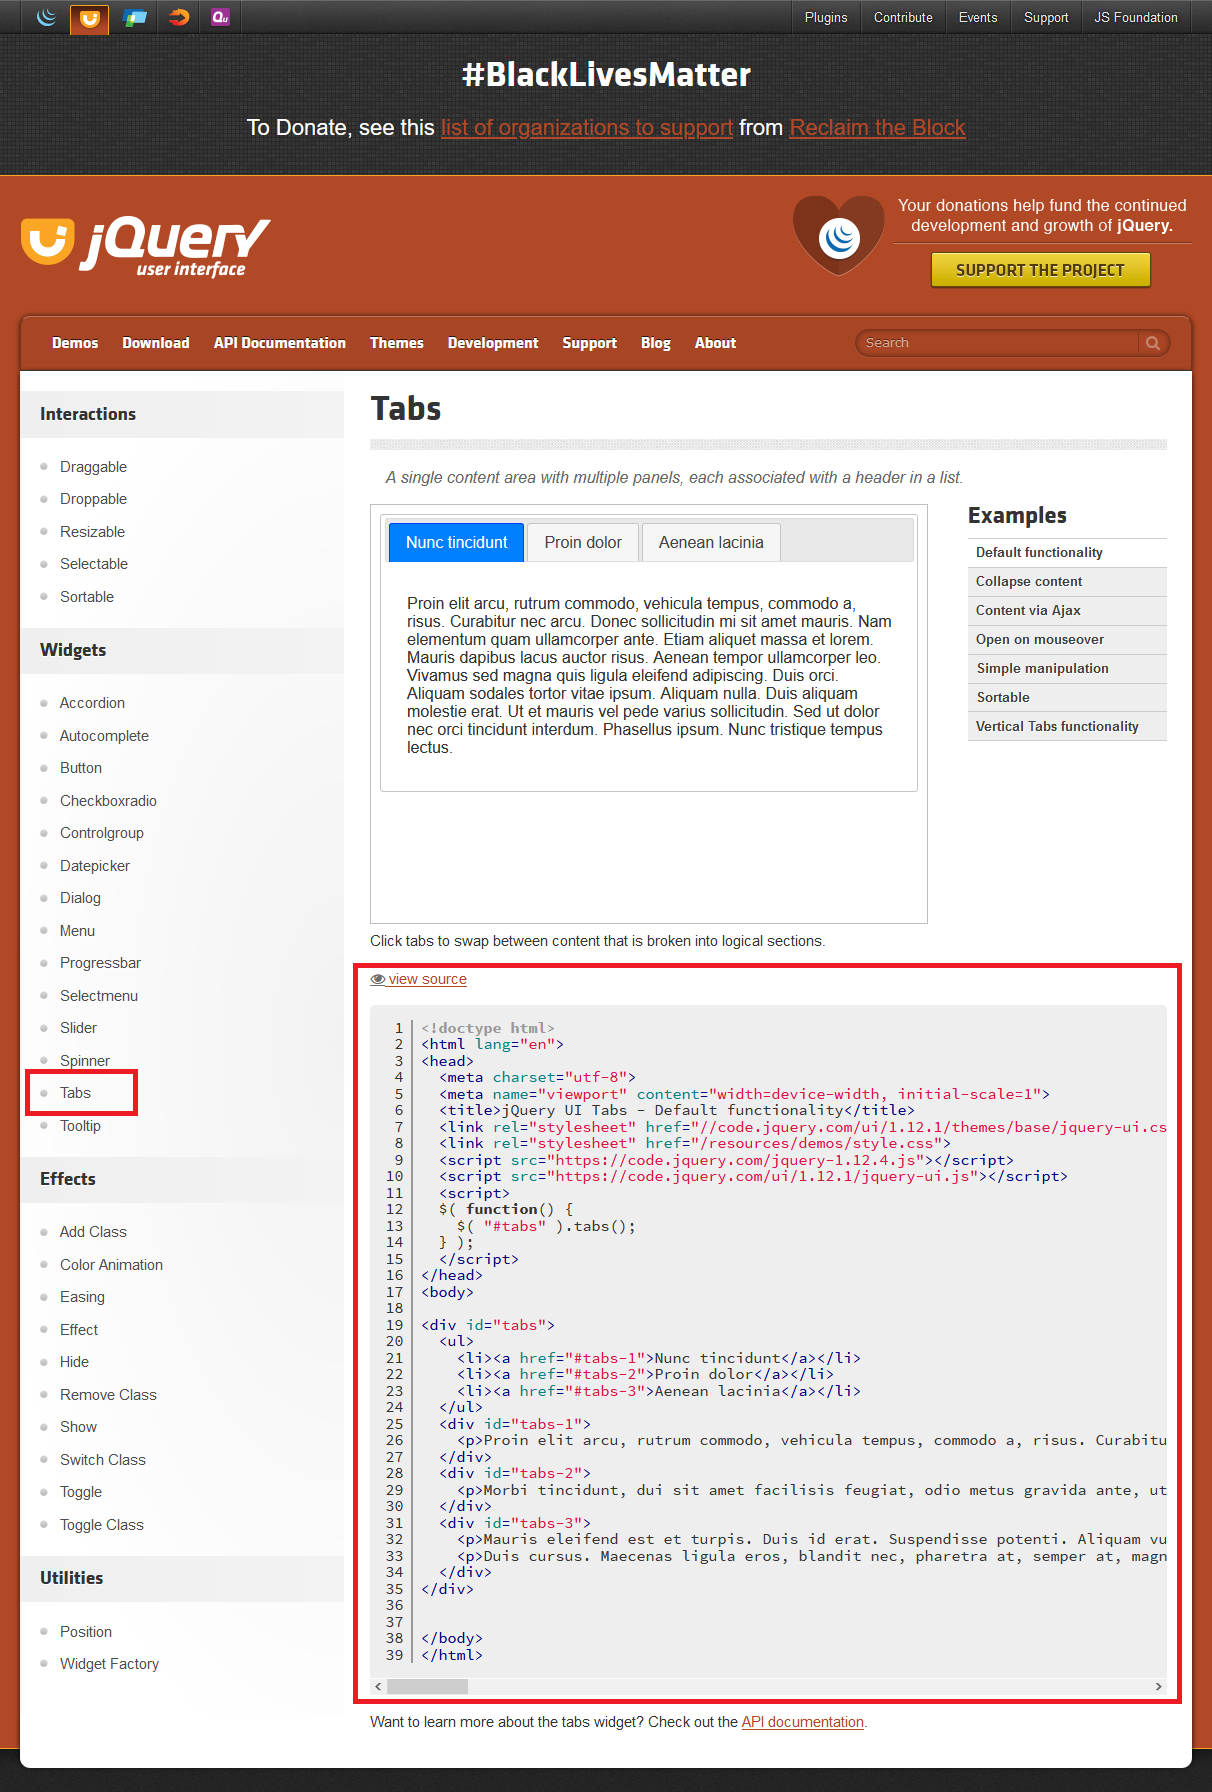 Qu
Plugins
Contribute
Events
Support
JS Foundation
#BlackLivesMatter
To Donate, see this list of organizations to support from Reclaim the Block
jQuery
user interface
Your donations help fund the continued
development and growth of jQuery.
SUPPORT THE PROJECT
Demos
Download
API Documentation
Themes
Development
Support
Blog
About
Search
Interactions
Draggable
Droppable
Resizable
Selectable
Sortable
Widgets
Accordion
Autocomplete
Button
Checkboxradio
Controlgroup
Datepicker
Dialog
Menu
Progressbar
Selectmenu
Slider
Spinner
Tabs
Tooltip
Effects
Add Class
Color Animation
Easing
Effect
Hide
Remove Class
Show
Switch Class
Toggle
Toggle Class
Utilities
Position
Widget Factory
Tabs
A single content area with multiple panels, each associated with a header in a list.
Nunc tincidunt
Proin dolor
Aenean lacinia
Proin elit arcu, rutrum commodo, vehicula tempus, commodo a,
risus. Curabitur nec arcu. Donec sollicitudin mi sit amet mauris. Nam
elementum quam ullamcorper ante. Etiam aliquet massa et lorem.
Mauris dapibus lacus auctor risus. Aenean tempor ullamcorper leo.
Vivamus sed magna quis ligula eleifend adipiscing. Duis orci.
Aliquam sodales tortor vitae ipsum. Aliquam nulla. Duis aliquam
molestie erat. Ut et mauris vel pede varius sollicitudin. Sed ut dolor
nec orci tincidunt interdum. Phasellus ipsum. Nunc tristique tempus
lectus.
Examples
Default functionality
Collapse content
Content via Ajax
Open on mouseover
Simple manipulation
Sortable
Vertical Tabs functionality
Click tabs to swap between content that is broken into logical sections.
view source
1 <!doctype html>
2 <html lang="en">
3 <head>
4   <meta charset="utf-8">
5   <meta name="viewport" content="width=device-width, initial-scale=1">
6   <title>jQuery UI Tabs - Default functionality</title>
7   <link rel="stylesheet" href="//code.jquery.com/ui/1.12.1/themes/base/jquery-ui.cs
8   <link rel="stylesheet" href="/resources/demos/style.css">
9   <script src="https://code.jquery.com/jquery-1.12.4.js"></script>
10   <script src="https://code.jquery.com/ui/1.12.1/jquery-ui.js"></script>
11   <script>
12   $( function() {
13     $( "#tabs" ).tabs();
14   } );
15   </script>
16 </head>
17 <body>
18
19 <div id="tabs">
20   <ul>
21     <li><a href="#tabs-1">Nunc tincidunt</a></li>
22     <li><a href="#tabs-2">Proin dolor</a></li>
23     <li><a href="#tabs-3">Aenean lacinia</a></li>
24   </ul>
25   <div id="tabs-1">
26     <p>Proin elit arcu, rutrum commodo, vehicula tempus, commodo a, risus. Curabitu
27   </div>
28   <div id="tabs-2">
29     <p>Morbi tincidunt, dui sit amet facilisis feugiat, odio metus gravida ante, ut
30   </div>
31   <div id="tabs-3">
32     <p>Mauris eleifend est et turpis. Duis id erat. Suspendisse potenti. Aliquam vu
33     <p>Duis cursus. Maecenas ligula eros, blandit nec, pharetra at, semper at, magn
34   </div>
35 </div>
36
37
38 </body>
39 </html>
Want to learn more about the tabs widget? Check out the API documentation.